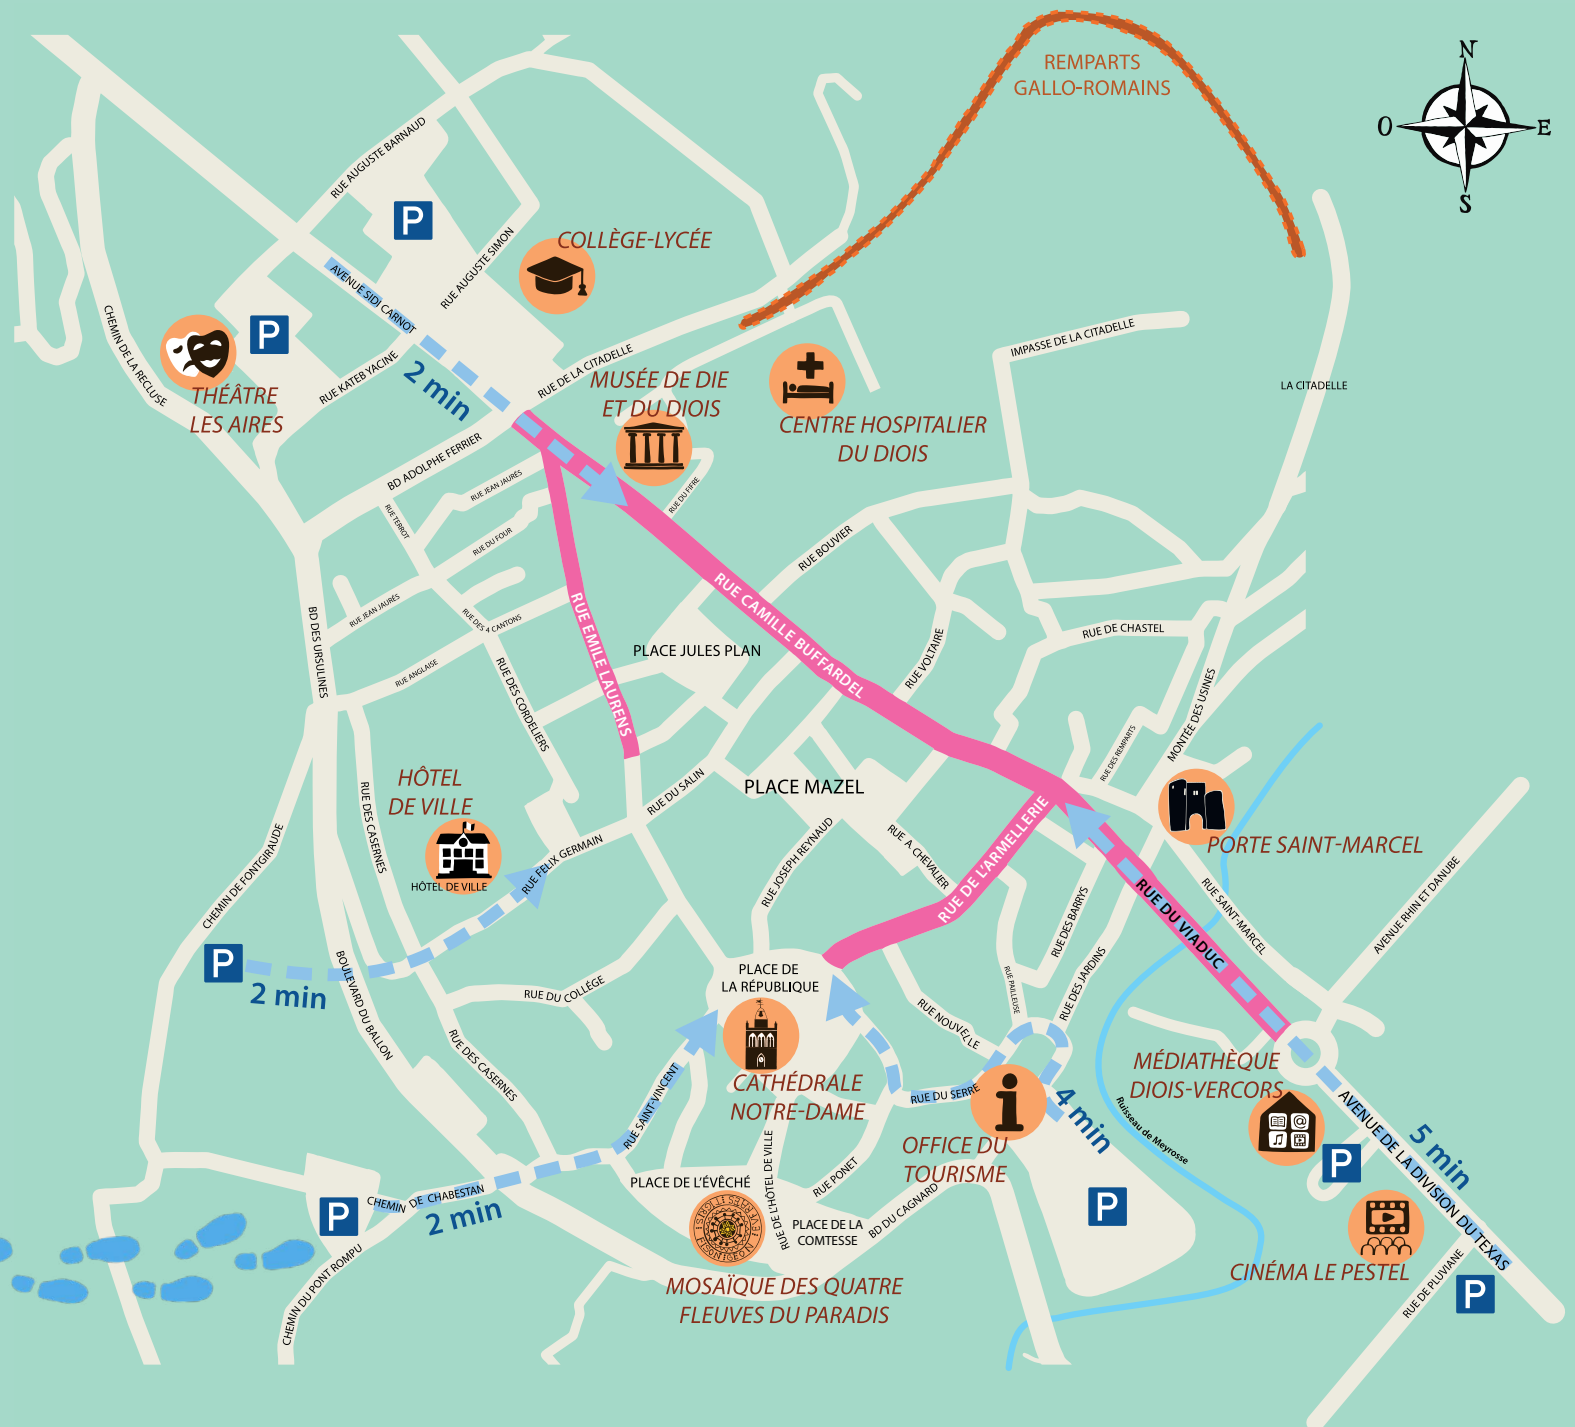 REMPARTS
GALLO-ROMAINS
N
O
E
S
RUE AUGUSTE BARNAUD
P
RUE AUGUSTE SIMON
COLLÈGE-LYCÉE
AVENUE SIDI CARNOT
CHEMIN DE LA RECLUSE
P
THÉÂTRE
LES AIRES
RUE KATEB YACINE
2 min
RUE DE LA CITADELLE
MUSÉE DE DIE
ET DU DIOIS
CENTRE HOSPITALIER
DU DIOIS
IMPASSE DE LA CITADELLE
LA CITADELLE
BD ADOLPHE FERRIER
RUE JEAN JAURÉS
RUE DU FIFRE
RUE TERROT
RUE DU FOUR
RUE BOUVIER
RUE JEAN JAURÉS
RUE DES 4 CANTONS
BD DES URSULINES
RUE ANGLAISE
RUE DES CORDELIERS
RUE EMILE LAURENS
RUE CAMILLE BUFFARDEL
PLACE JULES PLAN
RUE VOLTAIRE
RUE DE CHASTEL
MONTÉE DES USINES
RUE DES REMPARTS
HÔTEL
DE VILLE
HÔTEL DE VILLE
RUE DES CASERNES
RUE DU SALIN
PLACE MAZEL
RUE FELIX GERMAIN
RUE JOSEPH REYNAUD
RUE A CHEVALIER
RUE DE L'ARMELLERIE
PORTE SAINT-MARCEL
CHEMIN DE FONTGIRAUDE
RUE DES BARRYS
RUE DU VIADUC
RUE SAINT-MARCEL
AVENUE RHIN ET DANUBE
P
2 min
BOULEVARD DU BALLON
RUE DU COLLÉGE
PLACE DE
LA RÉPUBLIQUE
RUE NOUVELLE
RUE PAILLEUSE
RUE DES JARDINS
RUE DES CASERNES
CATHÉDRALE
NOTRE-DAME
RUE DU SERRE
4 min
MÉDIATHÈQUE
DIOIS-VERCORS
@
Ruisseau de Meyrosse
AVENUE DE LA DIVISION DU TEXAS
5 min
P
RUE SAINT-VINCENT
OFFICE DU
TOURISME
PLACE DE L'ÉVÊCHÉ
RUE DE L'HÔTEL DE VILLE
RUE PONET
PLACE DE LA
COMTESSE
BD DU CAGNARD
P
CHEMIN DE CHABESTAN
2 min
P
CHEMIN DU PONT ROMPU
MOSAÏQUE DES QUATRE
FLEUVES DU PARADIS
CINÉMA LE PESTEL
RUE DE PLUVIANE
P